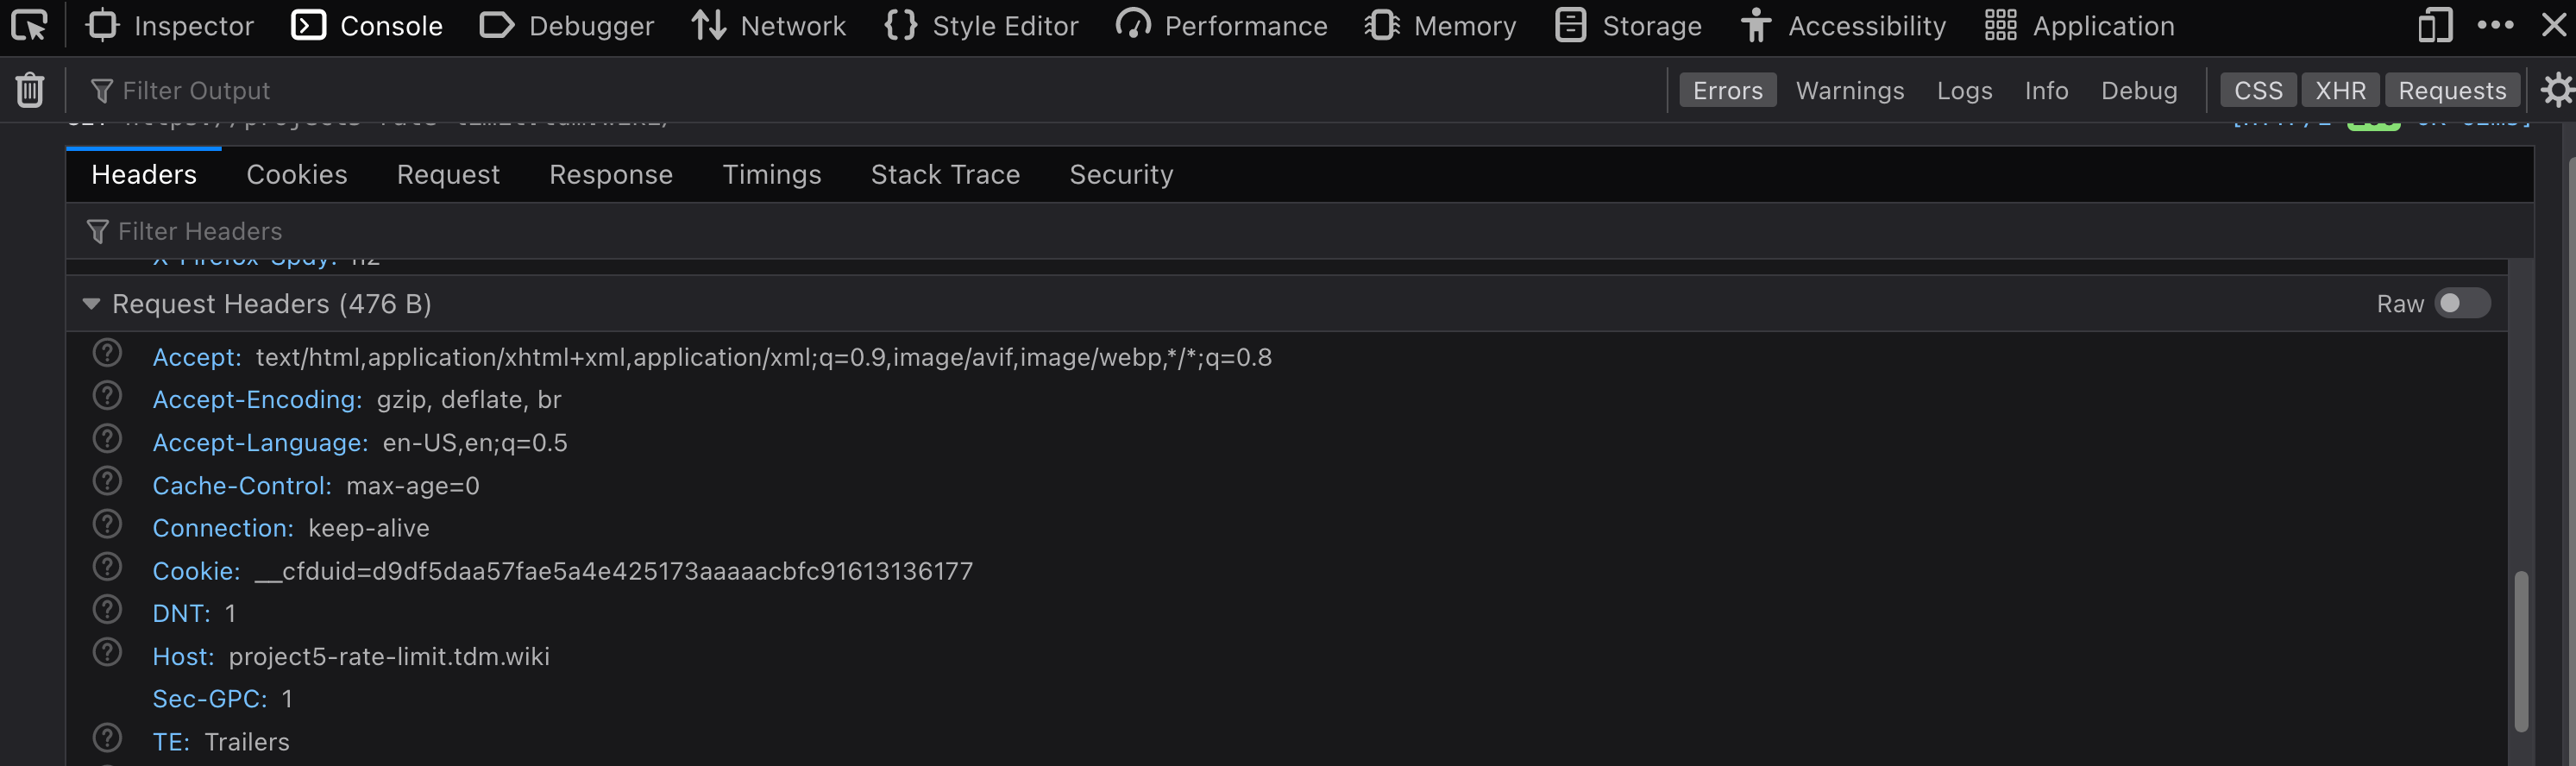 Inspector Console Debugger Network Style Editor Performance Memory Storage Accessibility Application
Filter Output Errors Warnings Logs Info Debug CSS XHR Requests
Headers Cookies Request Response Timings Stack Trace Security
Filter Headers
X-Firefox-Spdy: h2
Request Headers (476 B) Raw
Accept: text/html,application/xhtml+xml,application/xml;q=0.9,image/avif,image/webp,*/*;q=0.8
Accept-Encoding: gzip, deflate, br
Accept-Language: en-US,en;q=0.5
Cache-Control: max-age=0
Connection: keep-alive
Cookie: __cfduid=d9df5daa57fae5a4e425173aaaaacbfc91613136177
DNT: 1
Host: project5-rate-limit.tdm.wiki
Sec-GPC: 1
TE: Trailers